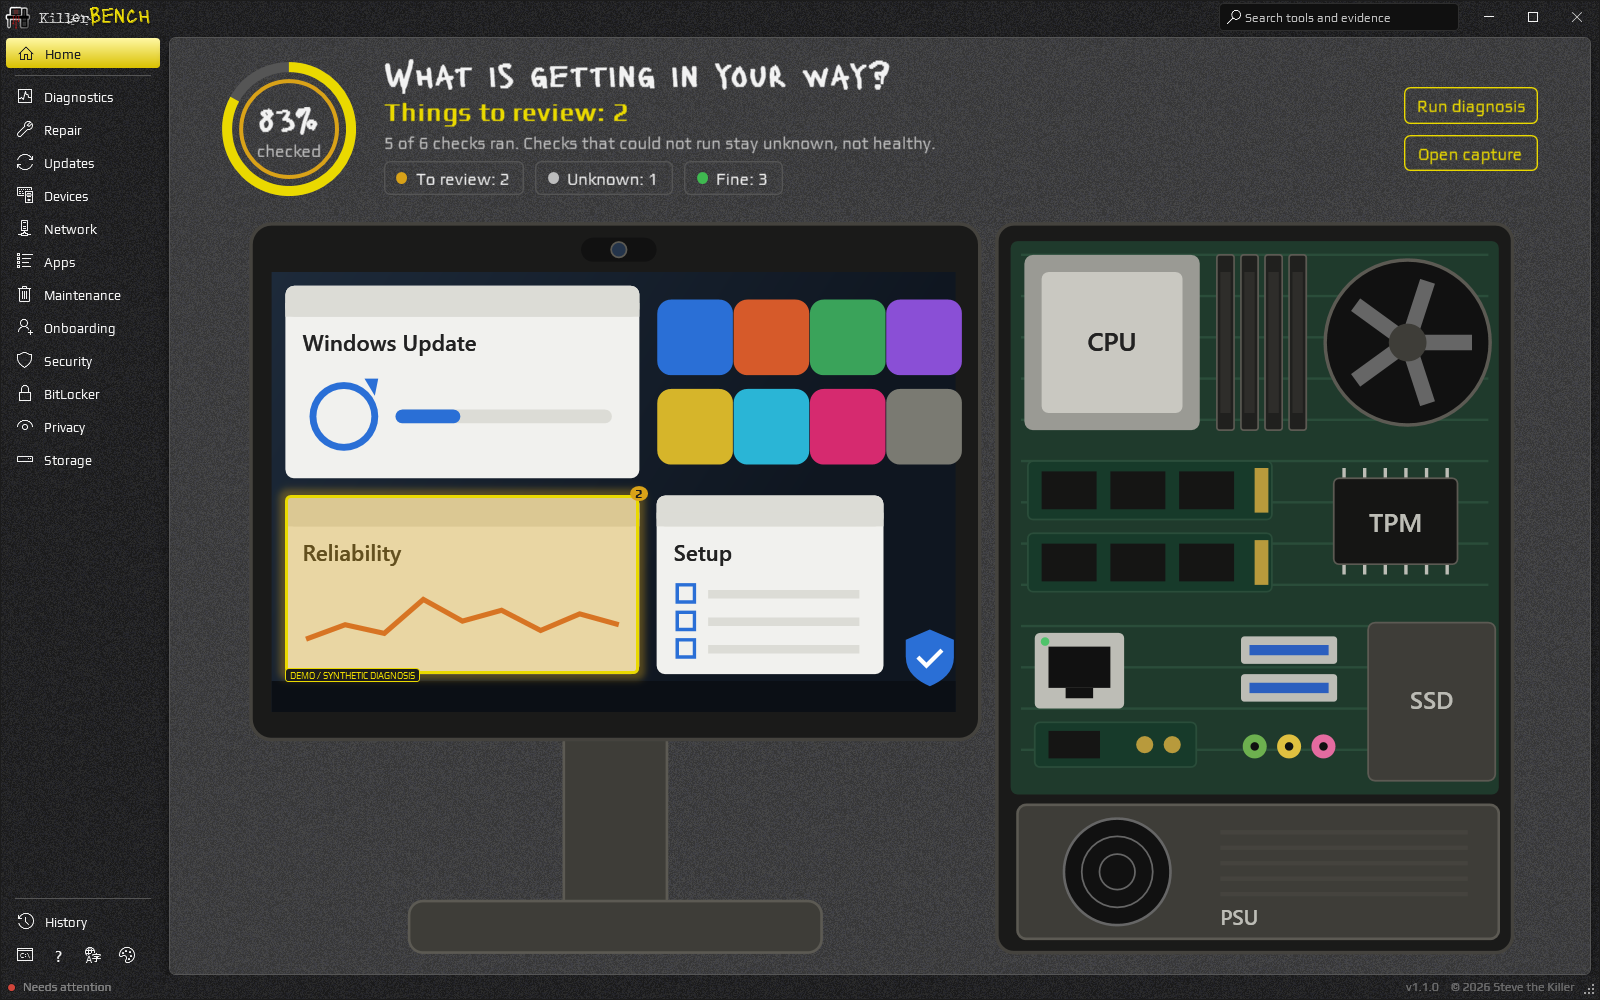 KillerBENCH
Search tools and evidence
Home
Diagnostics
Repair
Updates
Devices
Network
Apps
Maintenance
Onboarding
Security
BitLocker
Privacy
Storage
History
Needs attention
83%
checked
WHAT IS GETTING IN YOUR WAY?
Things to review: 2
5 of 6 checks ran. Checks that could not run stay unknown, not healthy.
To review: 2
Unknown: 1
Fine: 3
Run diagnosis
Open capture
Windows Update
Reliability
2
DEMO / SYNTHETIC DIAGNOSIS
Setup
CPU
TPM
SSD
PSU
v1.1.0 © 2026 Steve the Killer